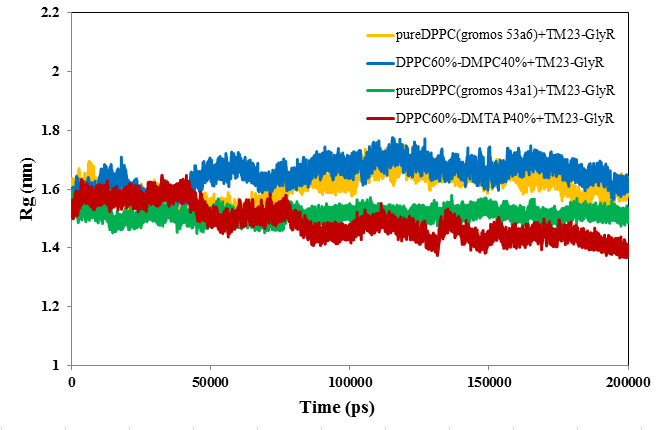 2.2
pureDPPC(gromos 53a6)+TM23-GlyR
DPPC60%-DMPC40%+TM23-GlyR
pureDPPC(gromos 43a1)+TM23-GlyR
DPPC60%-DMTAP40%+TM23-GlyR
2
1.8
1.6
1.4
1.2
1
Rg (nm)
0
50000
100000
150000
200000
Time (ps)